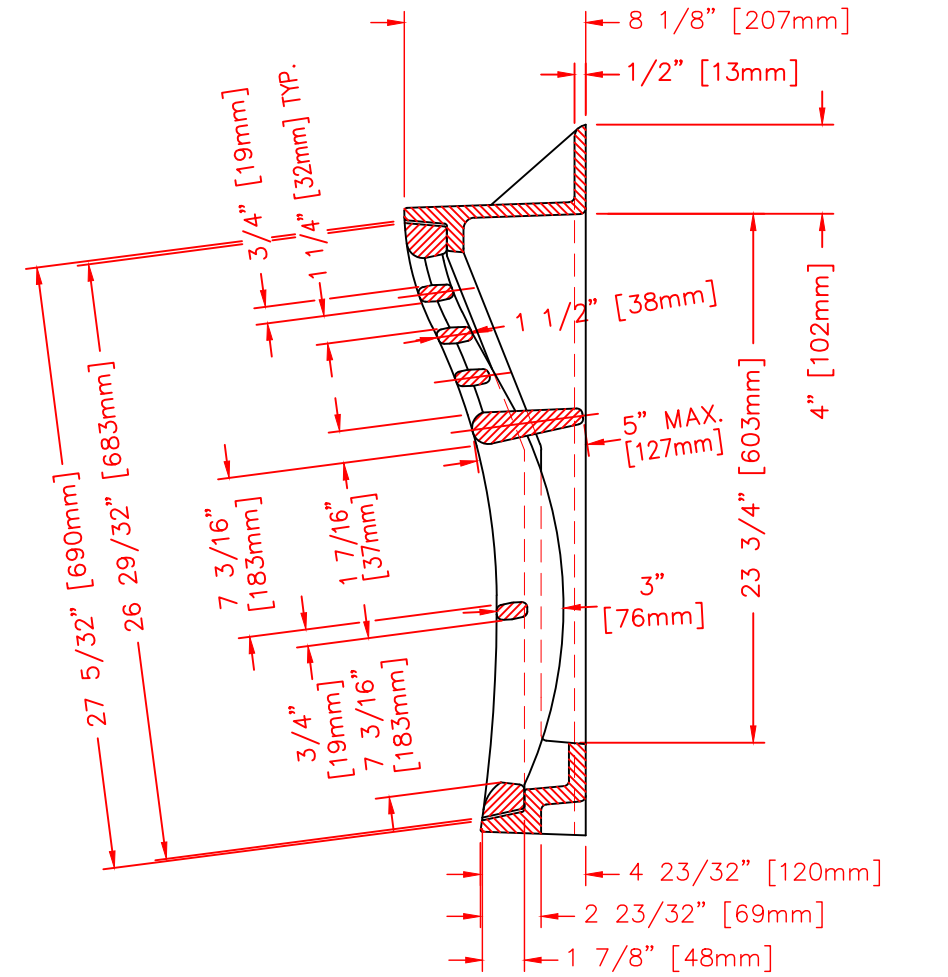 8 1/8” [207mm]
1/2” [13mm]
3/4” [19mm]
1 1/4” [32mm] TYP.
4” [102mm]
1 1/2” [38mm]
5” MAX.
[127mm]
23 3/4” [603mm]
27 5/32” [690mm]
26 29/32” [683mm]
7 3/16”
[183mm]
1 7/16”
[37mm]
3”
[76mm]
3/4”
[19mm]
7 3/16”
[183mm]
4 23/32” [120mm]
2 23/32” [69mm]
1 7/8” [48mm]